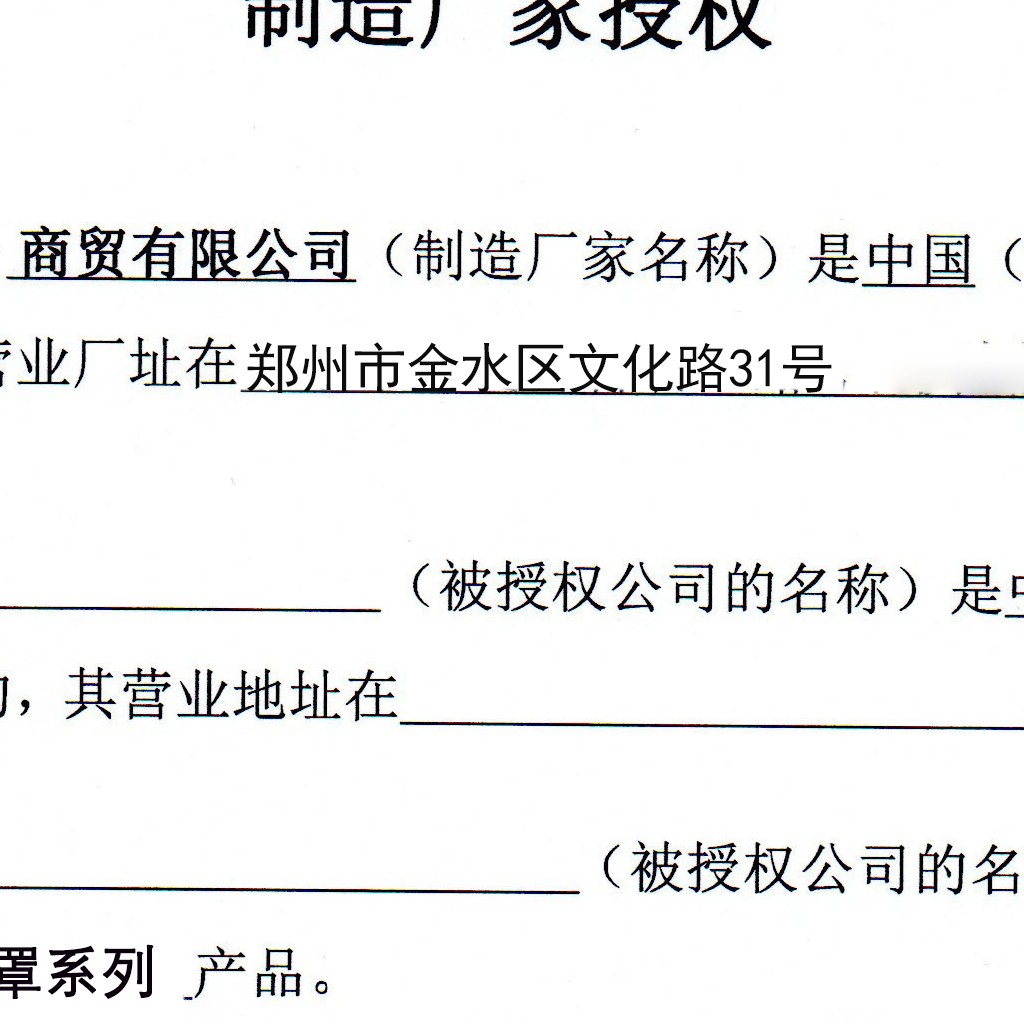 制造厂家授权
商贸有限公司（制造厂家名称）是中国（
营业厂址在郑州市金水区文化路31号
（被授权公司的名称）是中
，其营业地址在
（被授权公司的名
罩系列 产品。